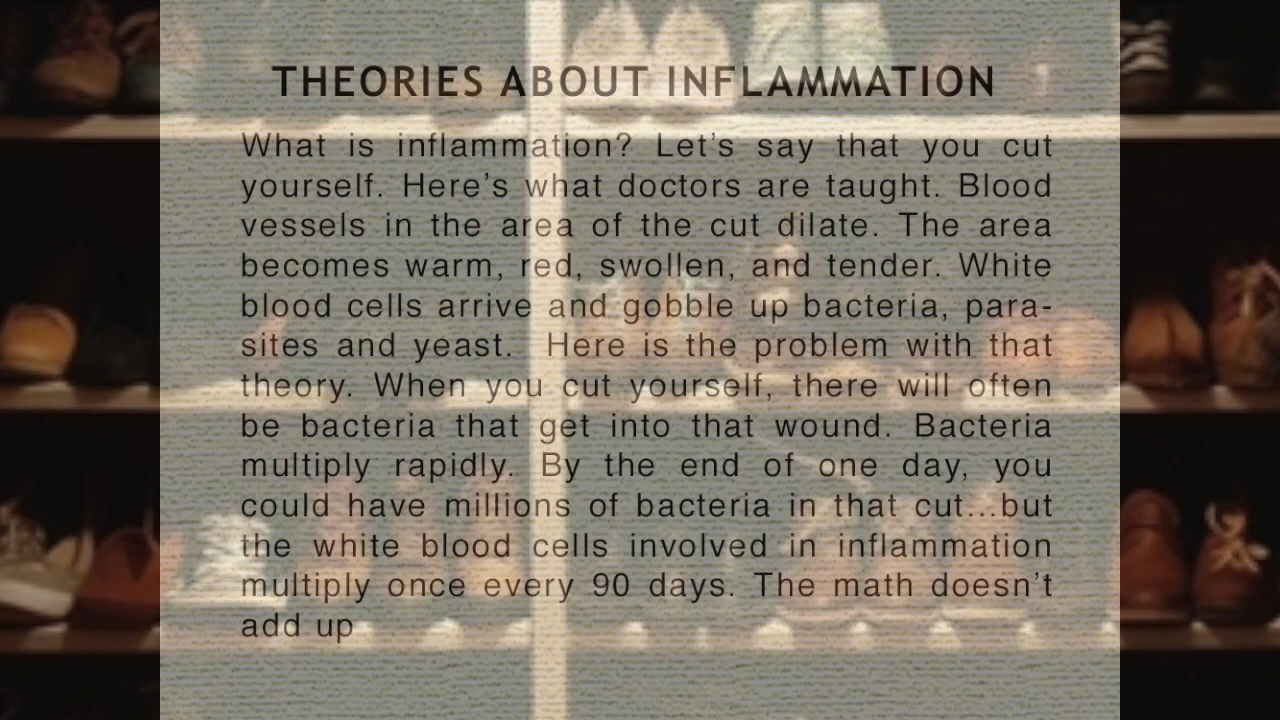 THEORIES ABOUT INFLAMMATION
What is inflammation? Let’s say that you cut
yourself. Here’s what doctors are taught. Blood
vessels in the area of the cut dilate. The area
becomes warm, red, swollen, and tender. White
blood cells arrive and gobble up bacteria, para-
sites and yeast. Here is the problem with that
theory. When you cut yourself, there will often
be bacteria that get into that wound. Bacteria
multiply rapidly. By the end of one day, you
could have millions of bacteria in that cut...but
the white blood cells involved in inflammation
multiply once every 90 days. The math doesn’t
add up